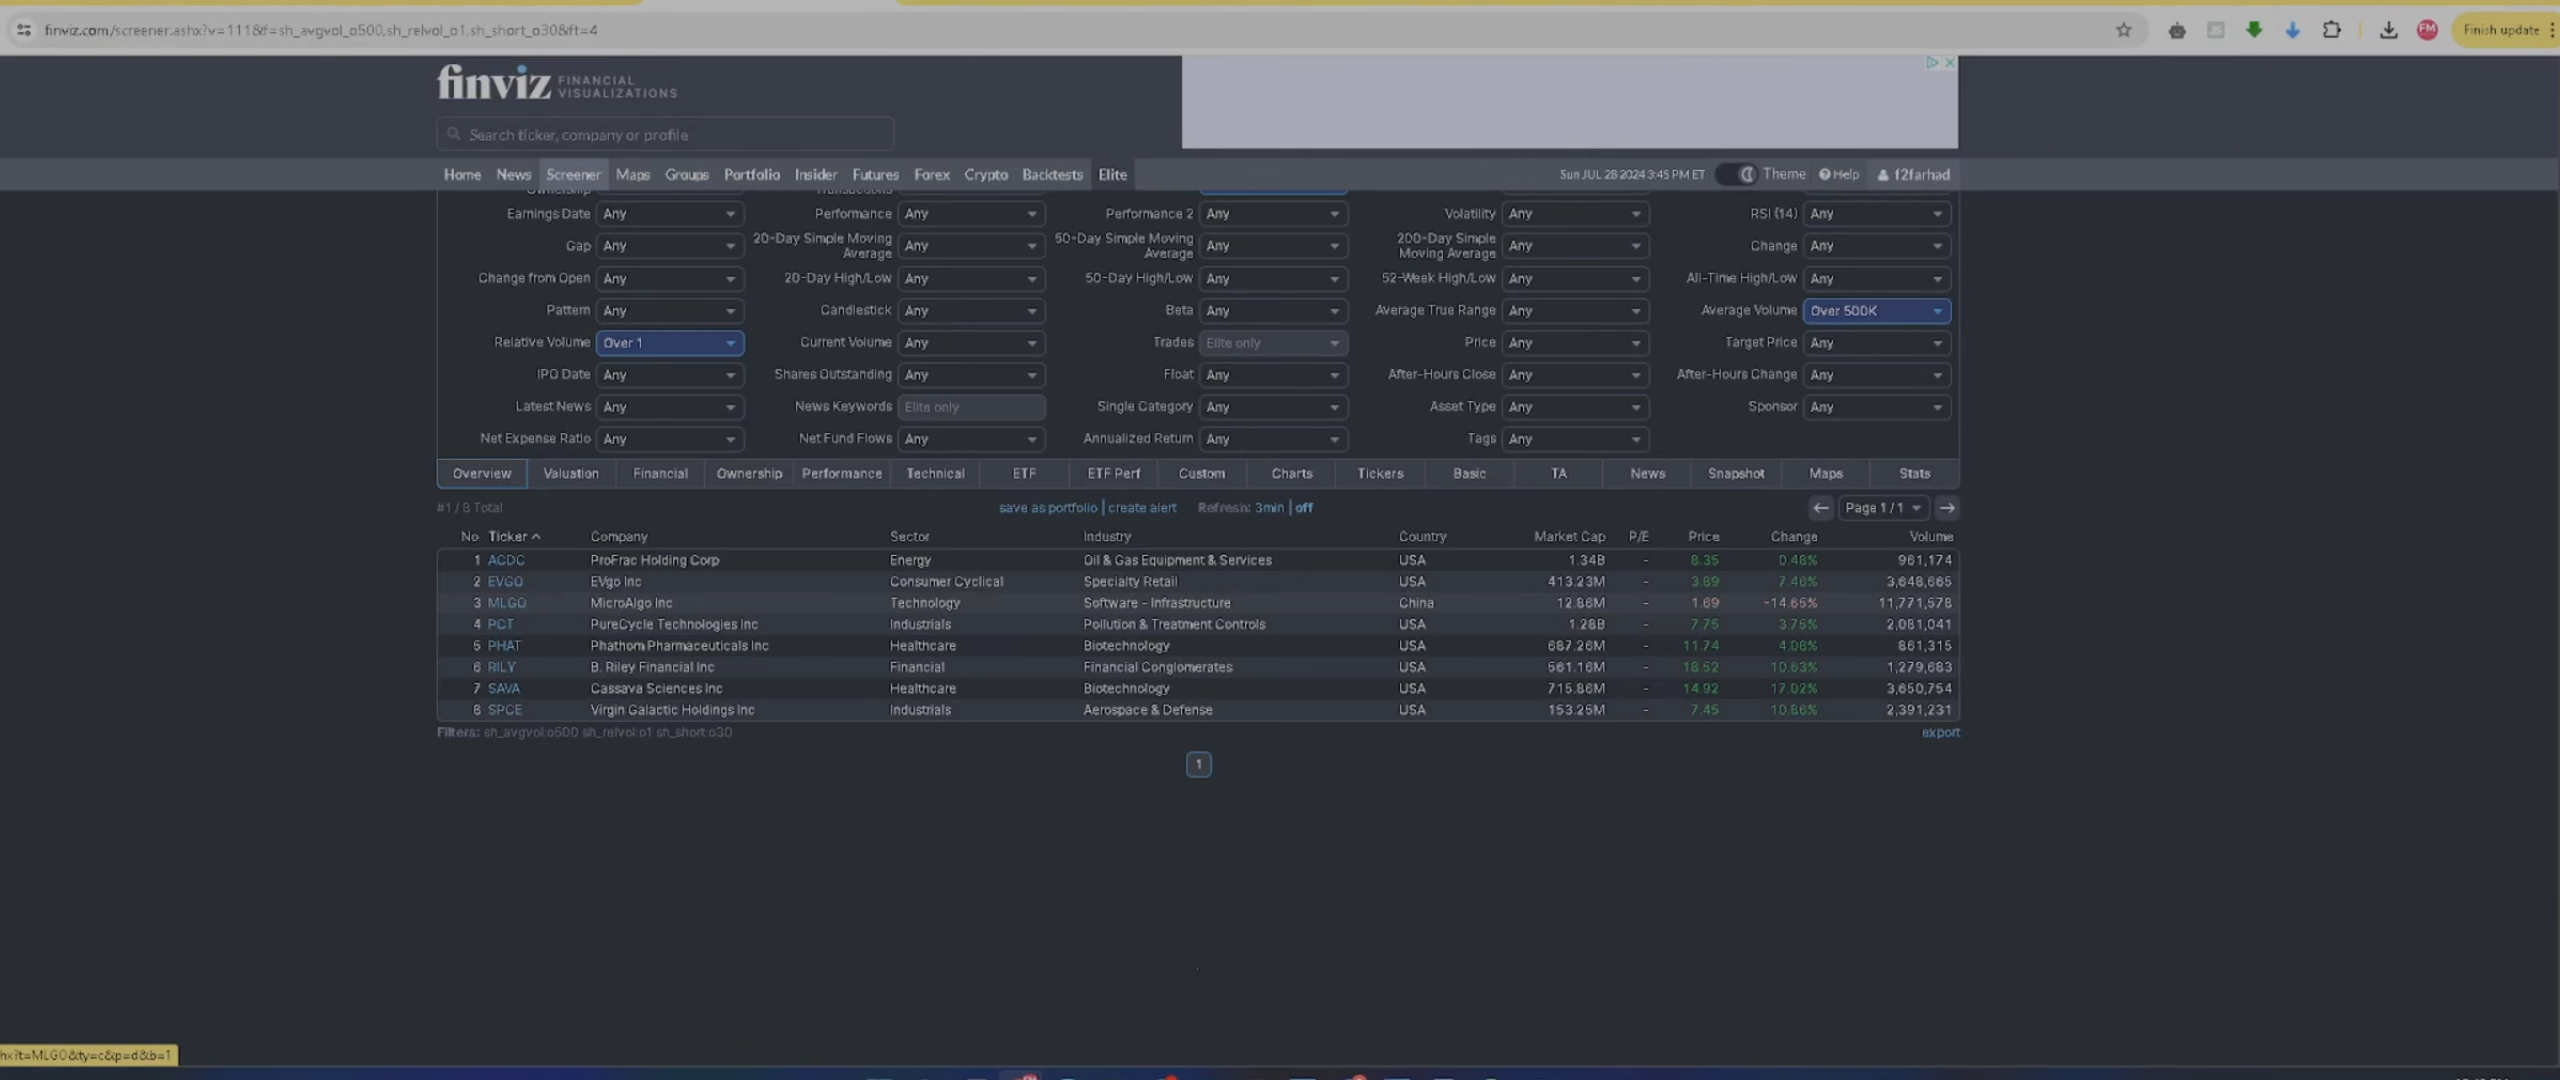 finviz.com/screener.ashx?v=111&f=sh_avgvol_o500,sh_relvol_o1,sh_short_o30&ft=4
FM
Finish update
finviz FINANCIAL VISUALIZATIONS
Search ticker, company or profile
Home News Screener Maps Groups Portfolio Insider Futures Forex Crypto Backtests Elite
Sun JUL 28 2024 3:45 PM ET Theme Help f2farhad
Ownership Transactions
Earnings Date Any Performance Any Performance 2 Any Volatility Any RSI (14) Any
Gap Any 20-Day Simple Moving Average Any 50-Day Simple Moving Average Any 200-Day Simple Moving Average Any Change Any
Change from Open Any 20-Day High/Low Any 50-Day High/Low Any 52-Week High/Low Any All-Time High/Low Any
Pattern Any Candlestick Any Beta Any Average True Range Any Average Volume Over 500K
Relative Volume Over 1 Current Volume Any Trades Elite only Price Any Target Price Any
IPO Date Any Shares Outstanding Any Float Any After-Hours Close Any After-Hours Change Any
Latest News Any News Keywords Elite only Single Category Any Asset Type Any Sponsor Any
Net Expense Ratio Any Net Fund Flows Any Annualized Return Any Tags Any
Overview Valuation Financial Ownership Performance Technical ETF ETF Perf Custom Charts Tickers Basic TA News Snapshot Maps Stats
#1 / 8 Total save as portfolio | create alert Refresh: 3min | off Page 1 / 1
No. Ticker Company Sector Industry Country Market Cap P/E Price Change Volume
1 ACDC ProFrac Holding Corp Energy Oil & Gas Equipment & Services USA 1.34B - 8.35 0.48% 961,174
2 EVGO EVgo Inc Consumer Cyclical Specialty Retail USA 413.23M - 3.89 7.46% 3,648,665
3 MLGO MicroAlgo Inc Technology Software - Infrastructure China 12.86M - 1.69 -14.65% 11,771,578
4 PCT PureCycle Technologies Inc Industrials Pollution & Treatment Controls USA 1.28B - 7.75 3.75% 2,081,041
5 PHAT Phathom Pharmaceuticals Inc Healthcare Biotechnology USA 687.26M - 11.74 4.08% 861,315
6 RILY B. Riley Financial Inc Financial Financial Conglomerates USA 561.16M - 18.52 10.63% 1,279,683
7 SAVA Cassava Sciences Inc Healthcare Biotechnology USA 715.86M - 14.92 17.02% 3,650,754
8 SPCE Virgin Galactic Holdings Inc Industrials Aerospace & Defense USA 153.25M - 7.45 10.86% 2,391,231
Filters: sh_avgvol:o500 sh_relvol:o1 sh_short:o30 export
1
hx?t=MLGO&ty=c&p=d&b=1